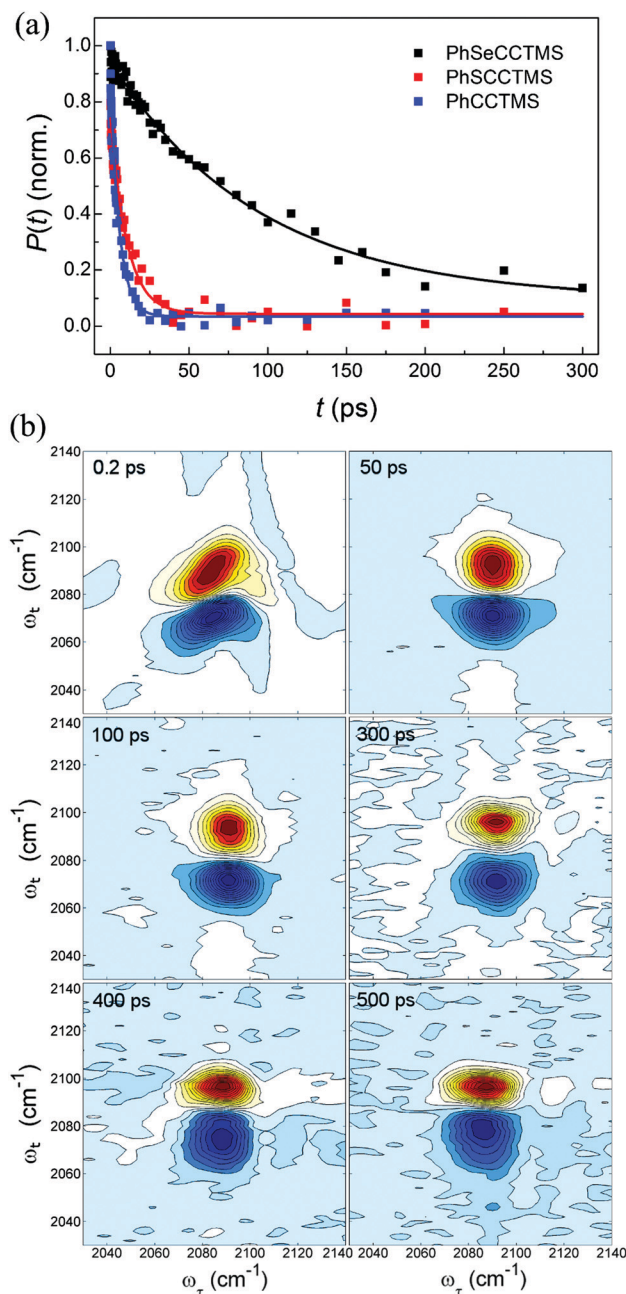 (a)
PhSeCCTMS
PhSCCTMS
PhCCTMS
P(t) (norm.)
1.0
0.8
0.6
0.4
0.2
0.0
0 50 100 150 200 250 300
t (ps)
(b)
0.2 ps
50 ps
2140
2120
2100
2080
2060
2040
ωt (cm-1)
100 ps
300 ps
2140
2120
2100
2080
2060
2040
ωt (cm-1)
400 ps
500 ps
2140
2120
2100
2080
2060
2040
ωt (cm-1)
2040 2060 2080 2100 2120 2140 2040 2060 2080 2100 2120 2140
ωτ (cm-1)
ωτ (cm-1)